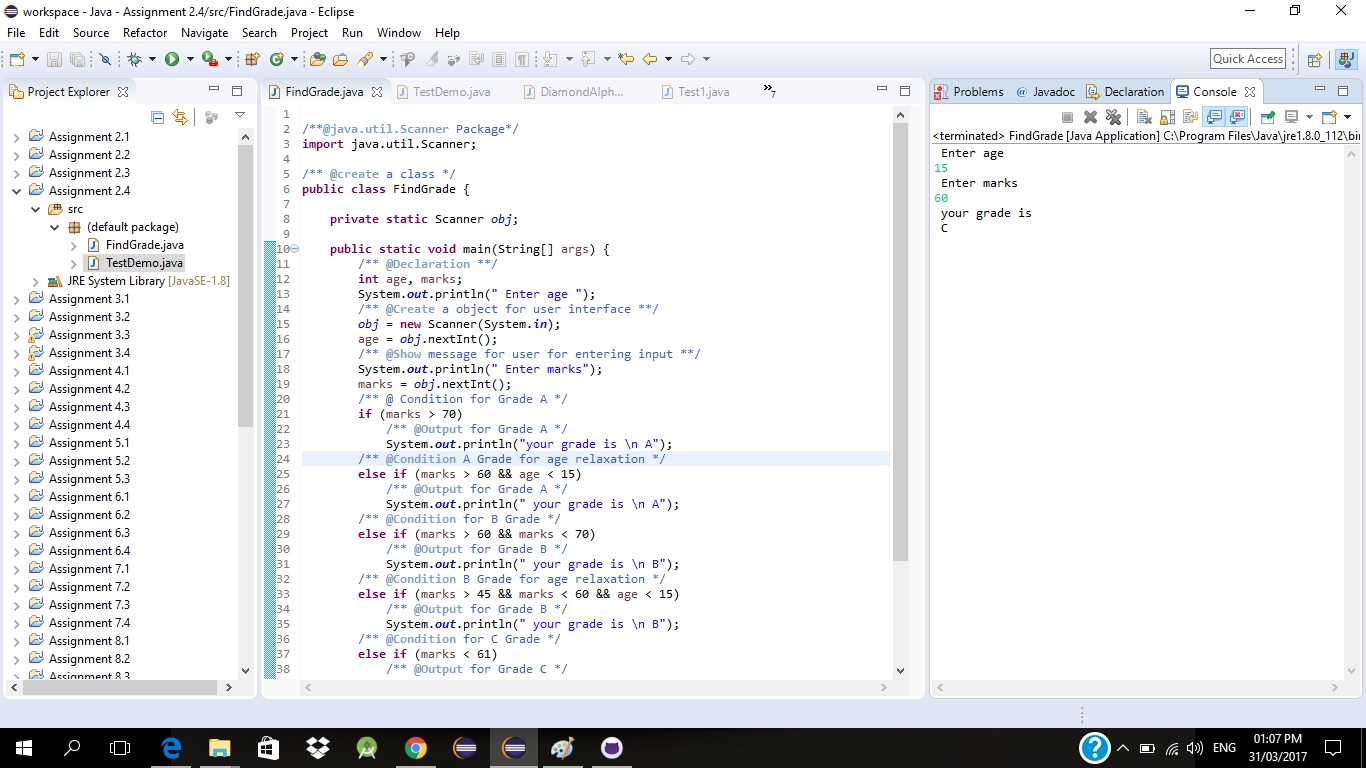 workspace - Java - Assignment 2.4/src/FindGrade.java - Eclipse
File Edit Source Refactor Navigate Search Project Run Window Help
Quick Access
Project Explorer
Assignment 2.1
Assignment 2.2
Assignment 2.3
Assignment 2.4
src
(default package)
FindGrade.java
TestDemo.java
JRE System Library [JavaSE-1.8]
Assignment 3.1
Assignment 3.2
Assignment 3.3
Assignment 3.4
Assignment 4.1
Assignment 4.2
Assignment 4.3
Assignment 4.4
Assignment 5.1
Assignment 5.2
Assignment 5.3
Assignment 6.1
Assignment 6.2
Assignment 6.3
Assignment 6.4
Assignment 7.1
Assignment 7.2
Assignment 7.3
Assignment 7.4
Assignment 8.1
Assignment 8.2
Assignment 8.3
FindGrade.java TestDemo.java DiamondAlph... Test1.java »7
1
2 /**@java.util.Scanner Package*/
3 import java.util.Scanner;
4
5 /** @create a class */
6 public class FindGrade {
7
8 private static Scanner obj;
9
10 public static void main(String[] args) {
11 /** @Declaration **/
12 int age, marks;
13 System.out.println(" Enter age ");
14 /** @Create a object for user interface **/
15 obj = new Scanner(System.in);
16 age = obj.nextInt();
17 /** @Show message for user for entering input **/
18 System.out.println(" Enter marks");
19 marks = obj.nextInt();
20 /** @ Condition for Grade A */
21 if (marks > 70)
22 /** @Output for Grade A */
23 System.out.println("your grade is \n A");
24 /** @Condition A Grade for age relaxation */
25 else if (marks > 60 && age < 15)
26 /** @Output for Grade A */
27 System.out.println(" your grade is \n A");
28 /** @Condition for B Grade */
29 else if (marks > 60 && marks < 70)
30 /** @Output for Grade B */
31 System.out.println(" your grade is \n B");
32 /** @Condition B Grade for age relaxation */
33 else if (marks > 45 && marks < 60 && age < 15)
34 /** @Output for Grade B */
35 System.out.println(" your grade is \n B");
36 /** @Condition for C Grade */
37 else if (marks < 61)
38 /** @Output for Grade C */
Problems @ Javadoc Declaration Console
<terminated> FindGrade [Java Application] C:\Program Files\Java\jre1.8.0_112\bin
Enter age
15
Enter marks
60
your grade is
C
ENG
01:07 PM
31/03/2017